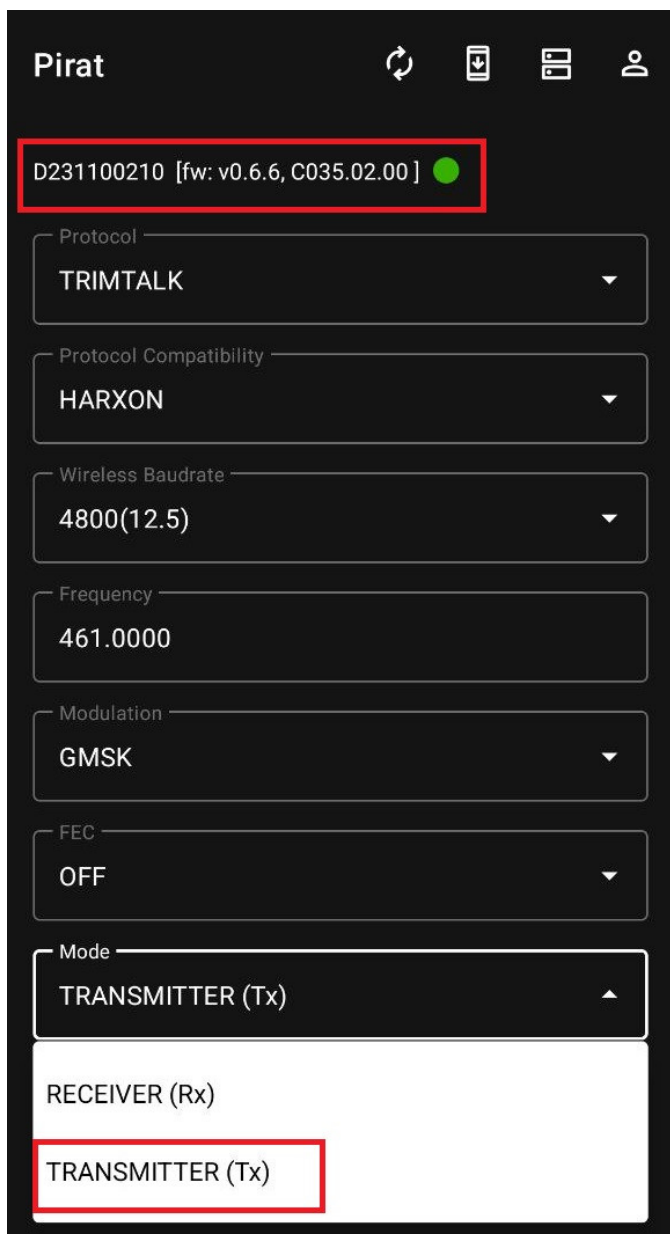 Pirat
D231100210 [fw: v0.6.6, C035.02.00 ]
Protocol
TRIMTALK
Protocol Compatibility
HARXON
Wireless Baudrate
4800(12.5)
Frequency
461.0000
Modulation
GMSK
FEC
OFF
Mode
TRANSMITTER (Tx)
RECEIVER (Rx)
TRANSMITTER (Tx)